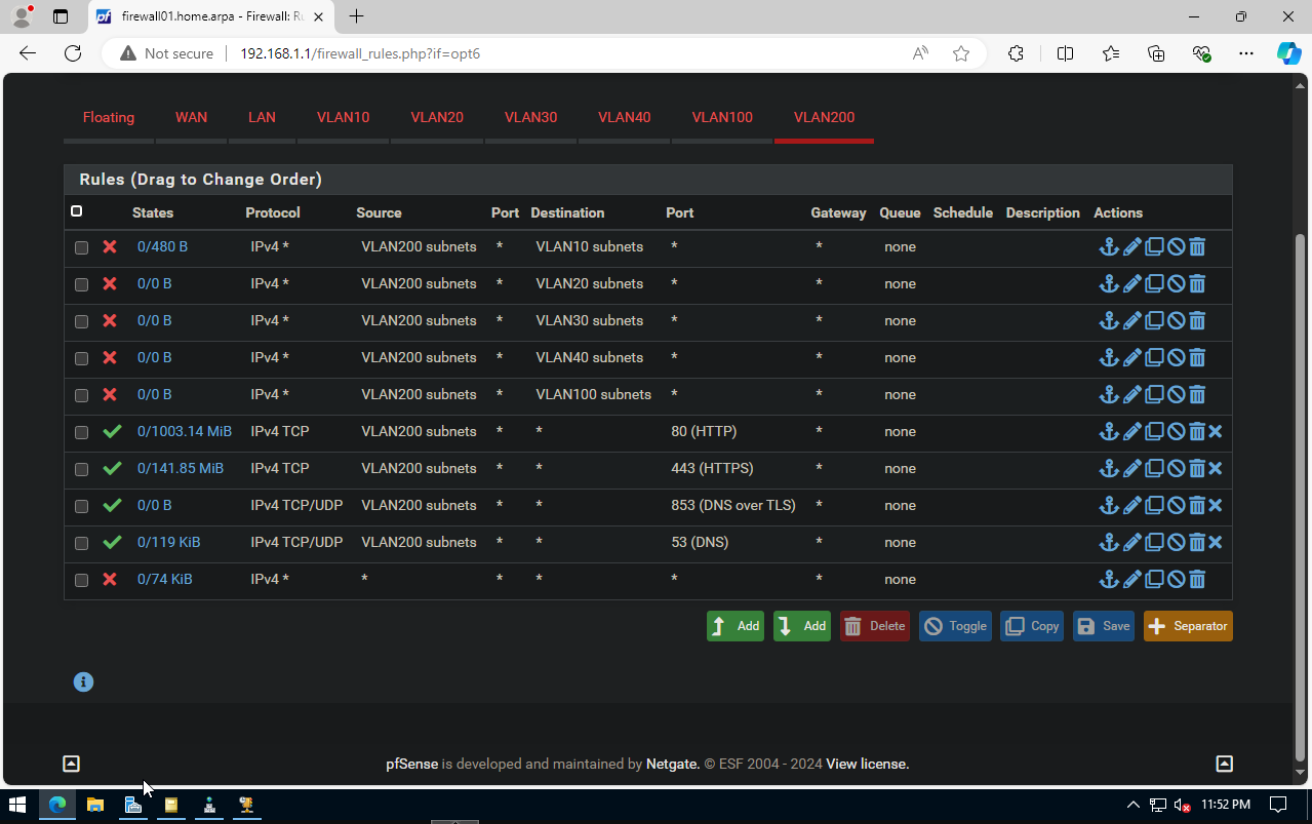 pf firewall01.home.arpa - Firewall: Ru
Not secure 192.168.1.1/firewall_rules.php?if=opt6
Floating WAN LAN VLAN10 VLAN20 VLAN30 VLAN40 VLAN100 VLAN200
Rules (Drag to Change Order)
States Protocol Source Port Destination Port Gateway Queue Schedule Description Actions
0/480 B IPv4 * VLAN200 subnets * VLAN10 subnets * * none
0/0 B IPv4 * VLAN200 subnets * VLAN20 subnets * * none
0/0 B IPv4 * VLAN200 subnets * VLAN30 subnets * * none
0/0 B IPv4 * VLAN200 subnets * VLAN40 subnets * * none
0/0 B IPv4 * VLAN200 subnets * VLAN100 subnets * * none
0/1003.14 MiB IPv4 TCP VLAN200 subnets * * 80 (HTTP) * none
0/141.85 MiB IPv4 TCP VLAN200 subnets * * 443 (HTTPS) * none
0/0 B IPv4 TCP/UDP VLAN200 subnets * * 853 (DNS over TLS) * none
0/119 KiB IPv4 TCP/UDP VLAN200 subnets * * 53 (DNS) * none
0/74 KiB IPv4 * * * * * * none
Add Add Delete Toggle Copy Save Separator
pfSense is developed and maintained by Netgate. © ESF 2004 - 2024 View license.
11:52 PM